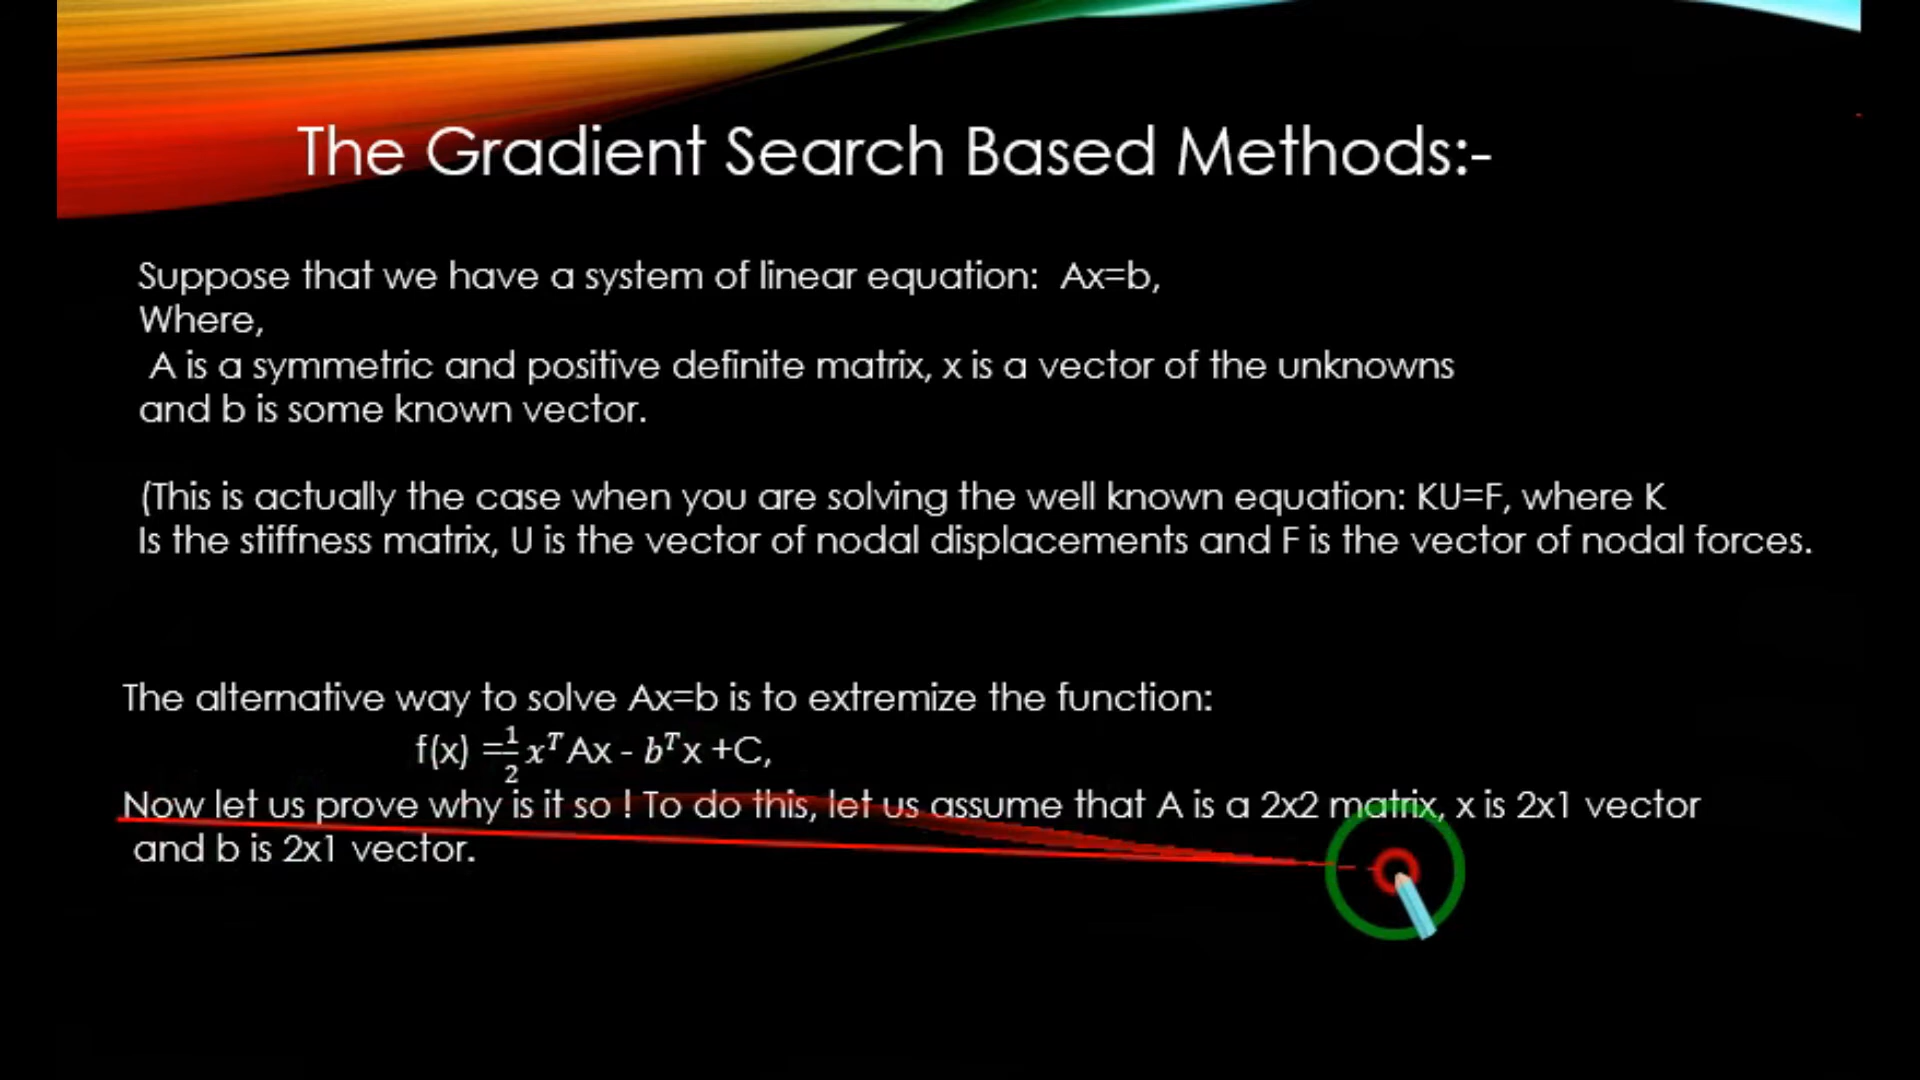 The Gradient Search Based Methods:-
Suppose that we have a system of linear equation:  Ax=b,
Where,
A is a symmetric and positive definite matrix, x is a vector of the unknowns
and b is some known vector.
(This is actually the case when you are solving the well known equation: KU=F, where K
Is the stiffness matrix, U is the vector of nodal displacements and F is the vector of nodal forces.
The alternative way to solve Ax=b is to extremize the function:
f(x) =½ xᵀAx - bᵀx +C,
Now let us prove why is it so ! To do this, let us assume that A is a 2x2 matrix, x is 2x1 vector
and b is 2x1 vector.